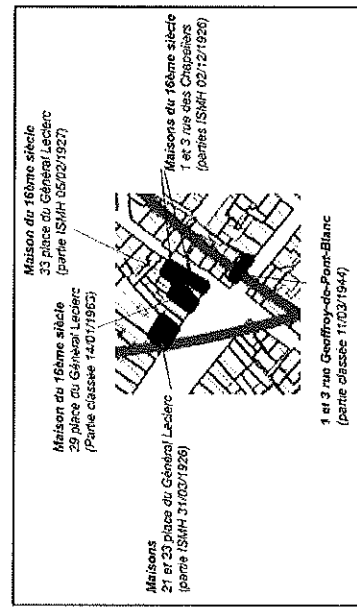 Maison du 16ème siècle
33 place du Général Leclerc
(partie ISMH 05/02/1927)
Maison du 16ème siècle
29 place du Général Leclerc
(Partie classée 14/01/1963)
Maisons du 16ème siècle
1 et 3 rue des Chapeliers
(parties ISMH 02/12/1926)
Maisons
21 et 23 place du Général Leclerc
(partie ISMH 31/03/1926)
1 et 3 rue Geoffroy-de-Pont-Blanc
(partie classée 11/03/1944)